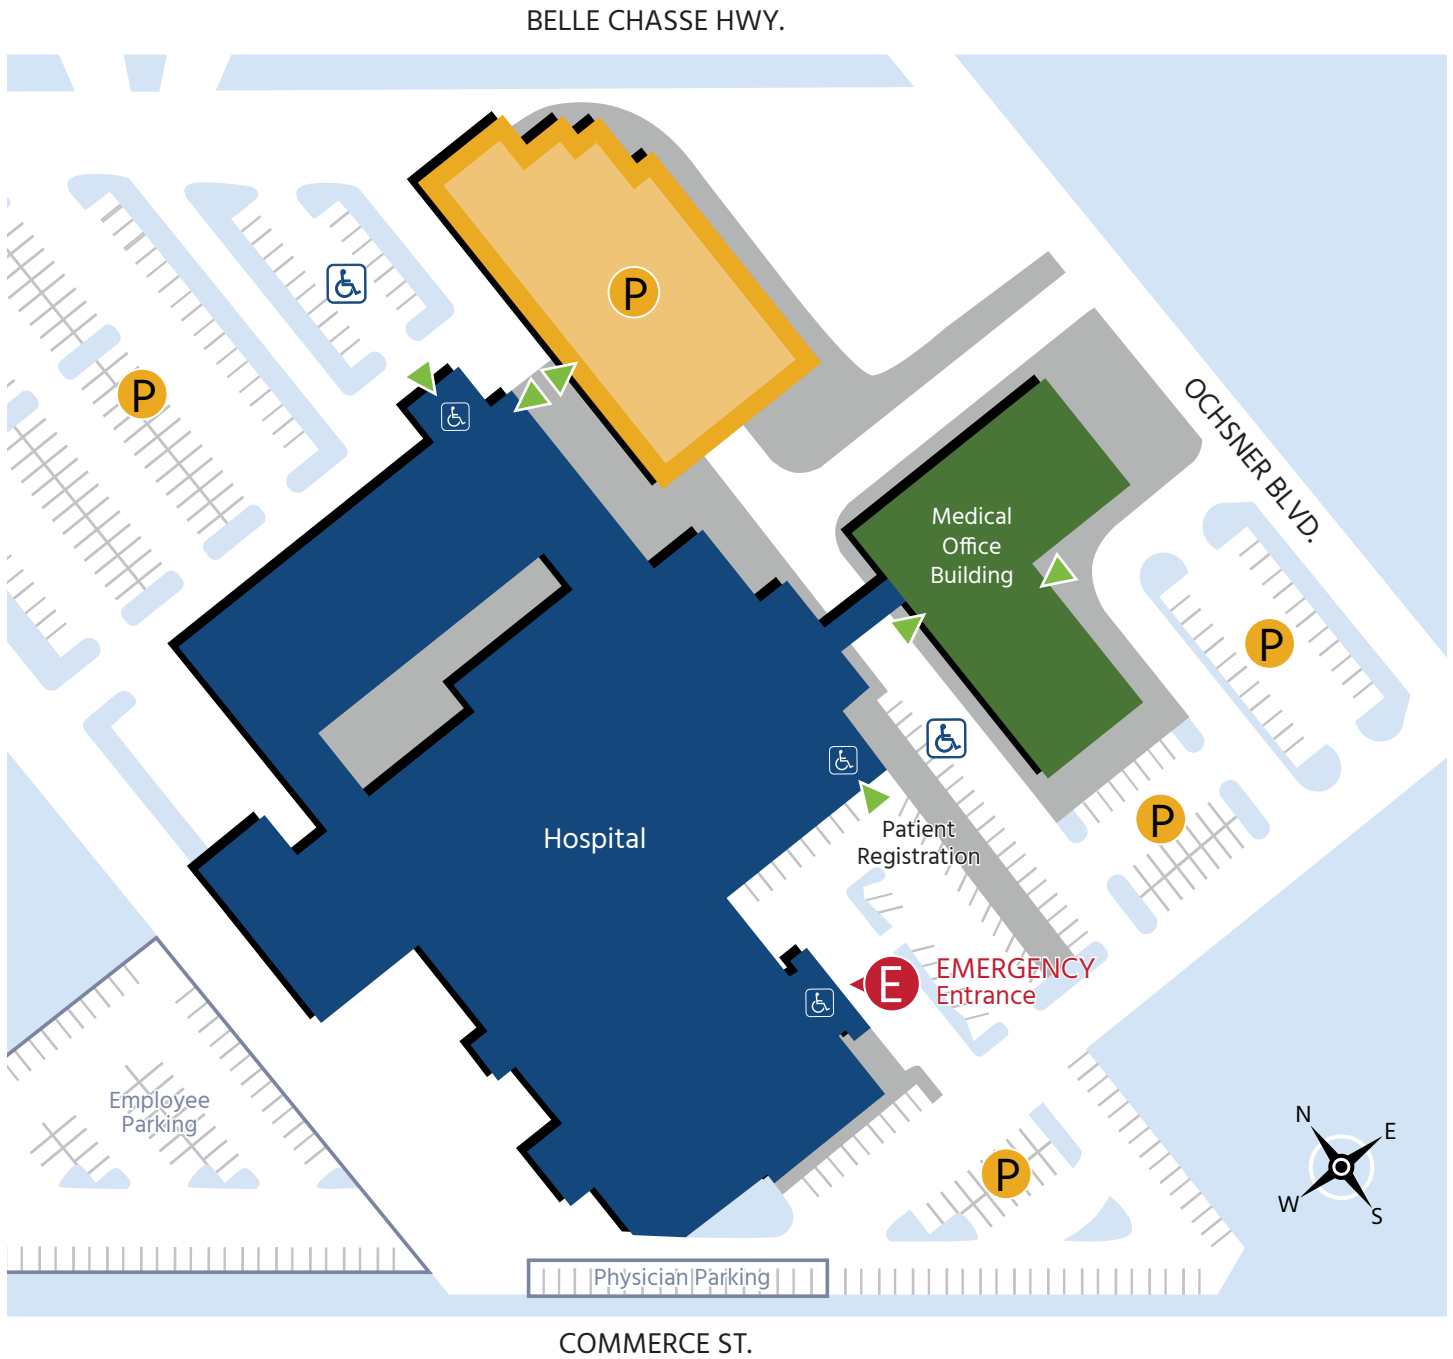 BELLE CHASSE HWY.
P
P
OCHSNER BLVD.
Medical
Office
Building
P
P
Hospital
Patient
Registration
E
EMERGENCY
Entrance
Employee
Parking
P
N
E
W
S
Physician Parking
COMMERCE ST.